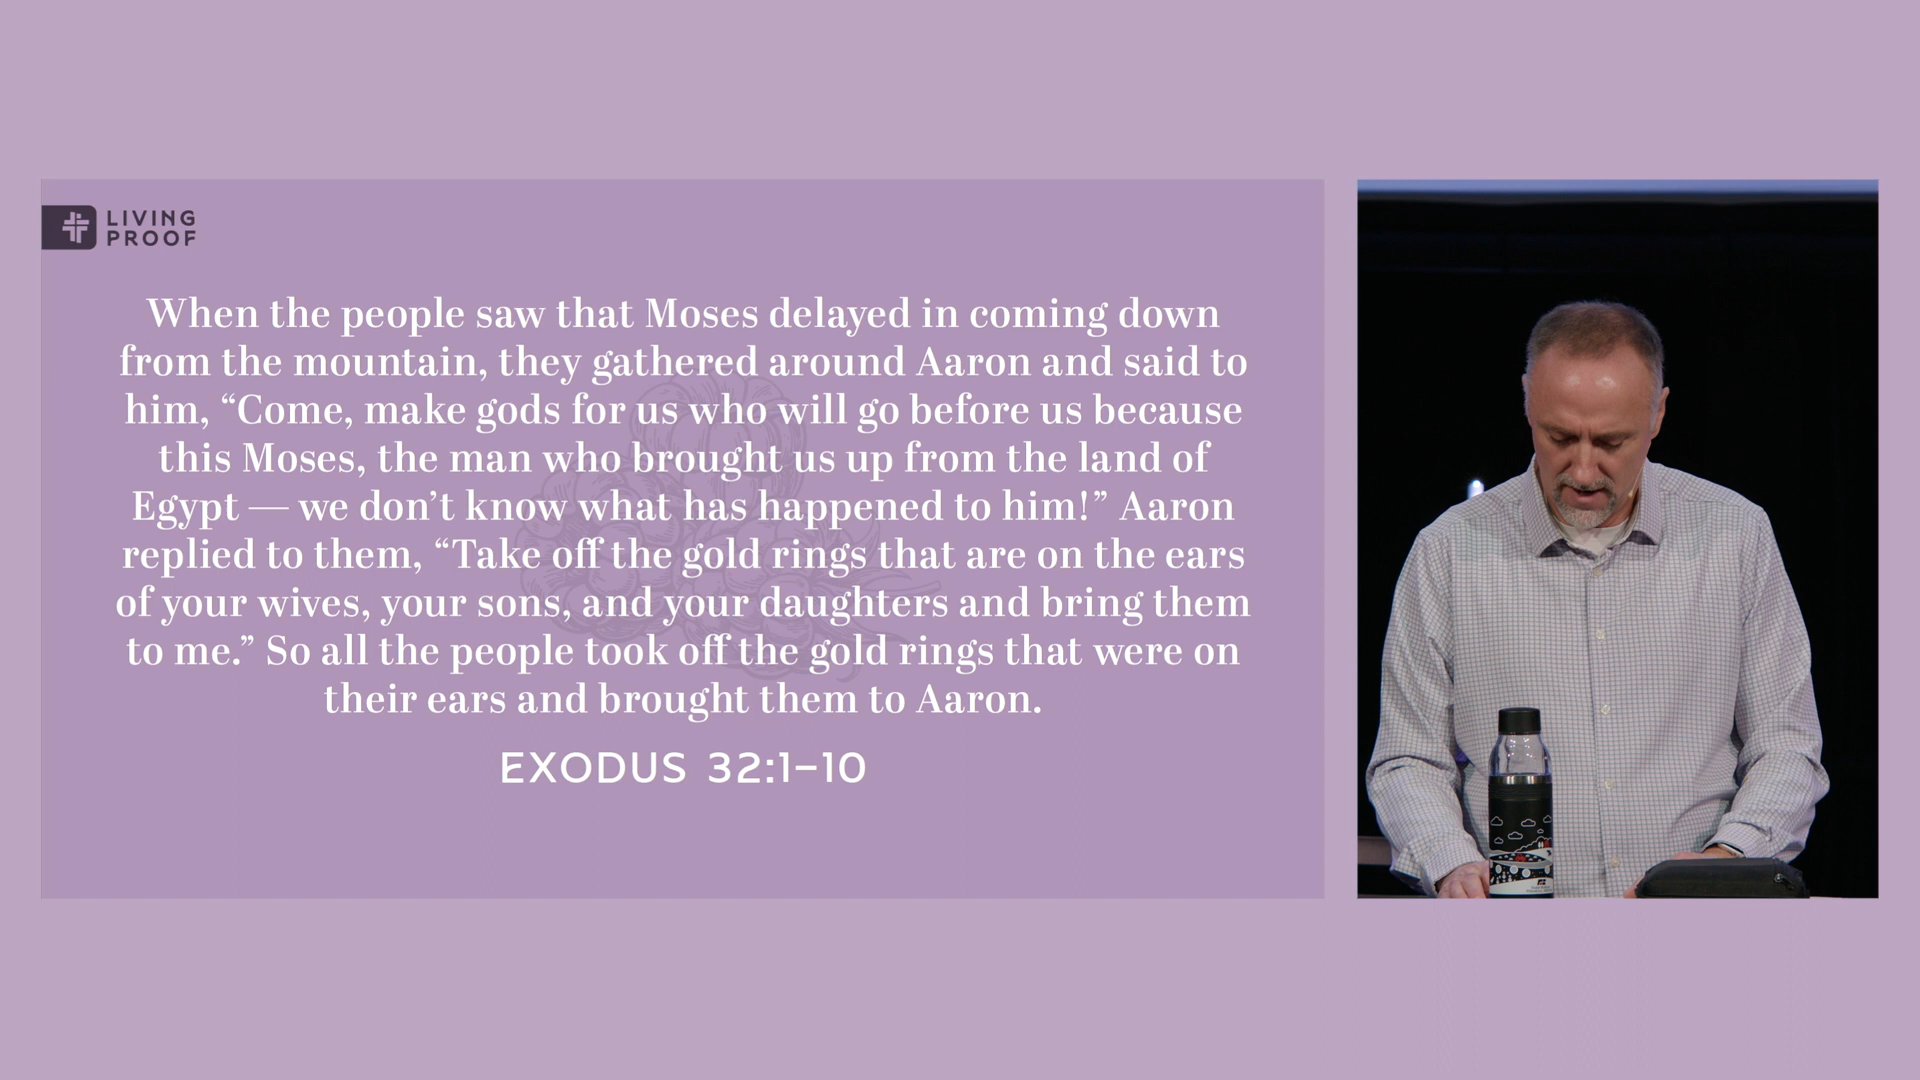 LIVING
PROOF
When the people saw that Moses delayed in coming down
from the mountain, they gathered around Aaron and said to
him, “Come, make gods for us who will go before us because
this Moses, the man who brought us up from the land of
Egypt — we don’t know what has happened to him!” Aaron
replied to them, “Take off the gold rings that are on the ears
of your wives, your sons, and your daughters and bring them
to me.” So all the people took off the gold rings that were on
their ears and brought them to Aaron.
EXODUS 32:1–10